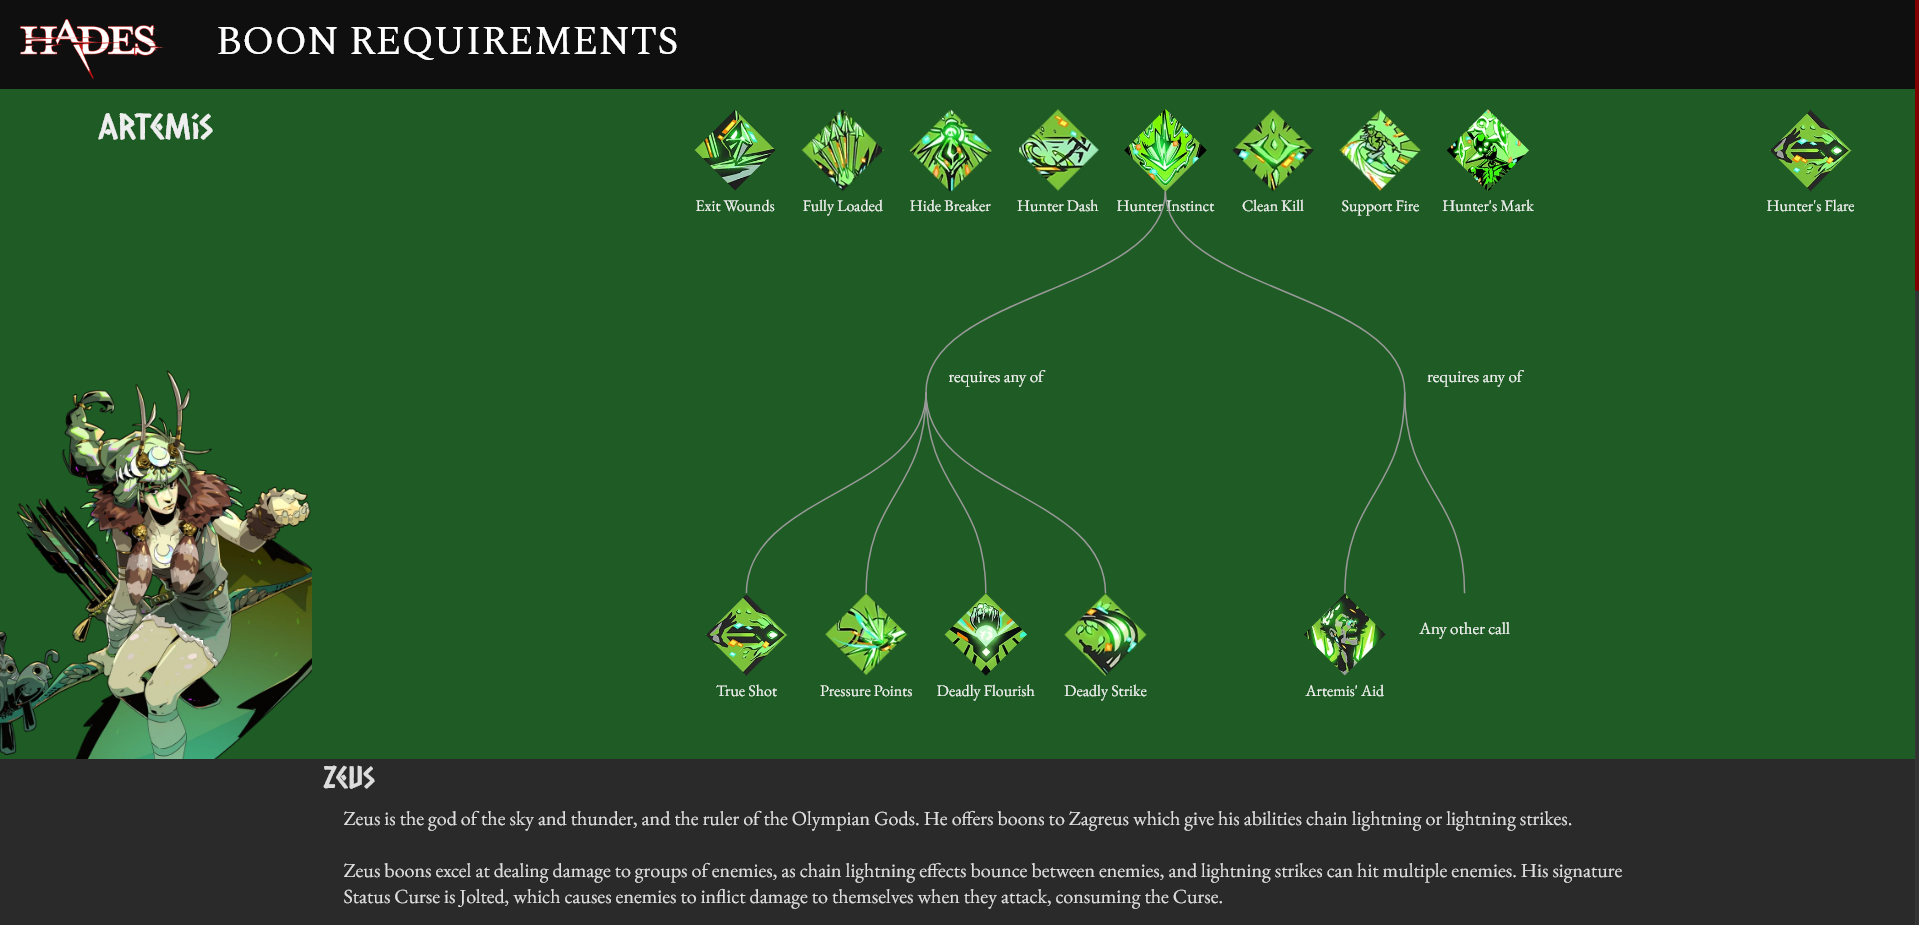 HADES
BOON REQUIREMENTS
ARTEMIS
Exit Wounds
Fully Loaded
Hide Breaker
Hunter Dash
Hunter Instinct
Clean Kill
Support Fire
Hunter's Mark
Hunter's Flare
requires any of
requires any of
True Shot
Pressure Points
Deadly Flourish
Deadly Strike
Artemis' Aid
Any other call
ZEUS
Zeus is the god of the sky and thunder, and the ruler of the Olympian Gods. He offers boons to Zagreus which give his abilities chain lightning or lightning strikes.
Zeus boons excel at dealing damage to groups of enemies, as chain lightning effects bounce between enemies, and lightning strikes can hit multiple enemies. His signature
Status Curse is Jolted, which causes enemies to inflict damage to themselves when they attack, consuming the Curse.